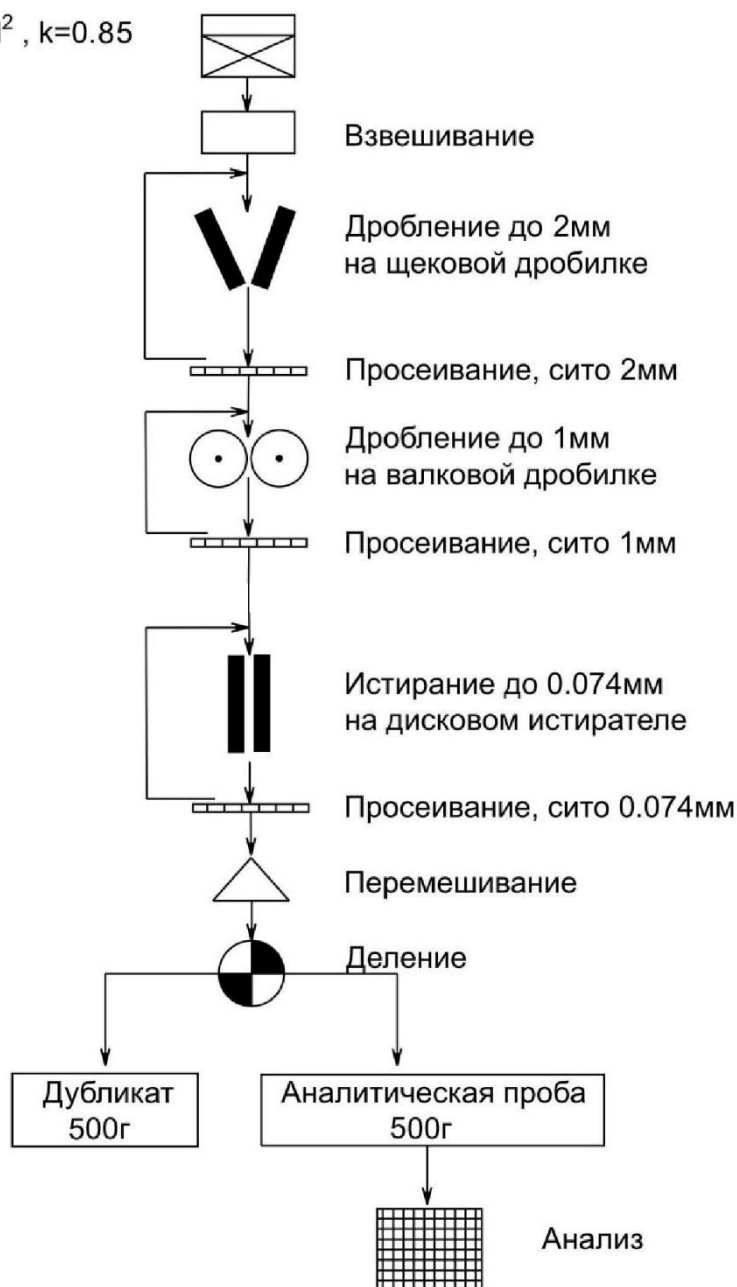 ², k=0.85
Взвешивание
Дробление до 2мм
на щековой дробилке
Просеивание, сито 2мм
Дробление до 1мм
на валковой дробилке
Просеивание, сито 1мм
Истирание до 0.074мм
на дисковом истирателе
Просеивание, сито 0.074мм
Перемешивание
Деление
Дубликат
500г
Аналитическая проба
500г
Анализ